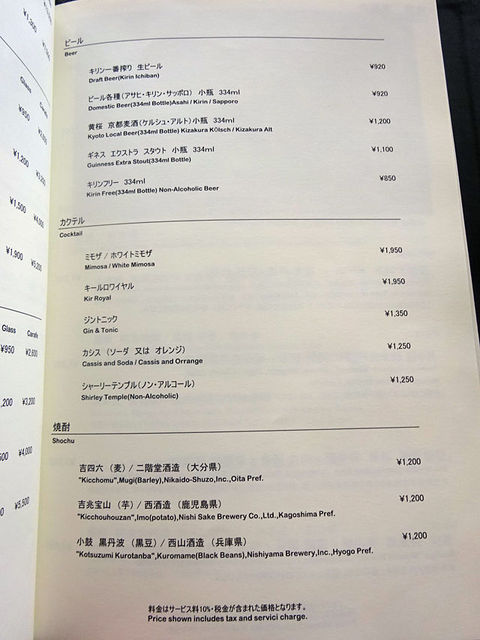 ビール
Beer
キリン一番搾り 生ビール ¥920
Draft Beer(Kirin Ichiban)
ビール各種(アサヒ・キリン・サッポロ) 小瓶 334ml ¥920
Domestic Beer(334ml Bottle)Asahi / Kirin / Sapporo
黄桜 京都麦酒(ケルシュ・アルト)小瓶 334ml ¥1,200
Kyoto Local Beer(334ml Bottle) Kizakura Kölsch / Kizakura Alt
ギネス エクストラ スタウト 小瓶 334ml ¥1,100
Guinness Extra Stout(334ml Bottle)
キリンフリー 334ml ¥850
Kirin Free(334ml Bottle) Non-Alcoholic Beer
カクテル
Cocktail
ミモザ / ホワイトミモザ ¥1,950
Mimosa / White Mimosa
キールロワイヤル ¥1,950
Kir Royal
ジントニック ¥1,350
Gin & Tonic
カシス (ソーダ 又は オレンジ) ¥1,250
Cassis and Soda / Cassis and Orrange
シャーリーテンプル(ノン・アルコール) ¥1,250
Shirley Temple(Non-Alcoholic)
焼酎
Shochu
吉四六 (麦) / 二階堂酒造 (大分県) ¥1,200
"Kicchomu",Mugi(Barley),Nikaido-Shuzo,Inc.,Oita Pref.
吉兆宝山 (芋) / 西酒造 (鹿児島県) ¥1,200
"Kicchouhouzan",Imo(potato),Nishi Sake Brewery Co.,Ltd.,Kagoshima Pref.
小鼓 黒丹波 (黒豆) / 西山酒造 (兵庫県) ¥1,200
"Kotsuzumi Kurotanba",Kuromame(Black Beans),Nishiyama Brewery,Inc.,Hyogo Pref.
料金はサービス料10%・税金が含まれた価格となります。
Price shown includes tax and servici charge.
Glass Carafe
¥1,200
¥1,500
¥1,900
Glass Carafe
¥950 ¥2,600
,200 ¥3,200
¥4,000